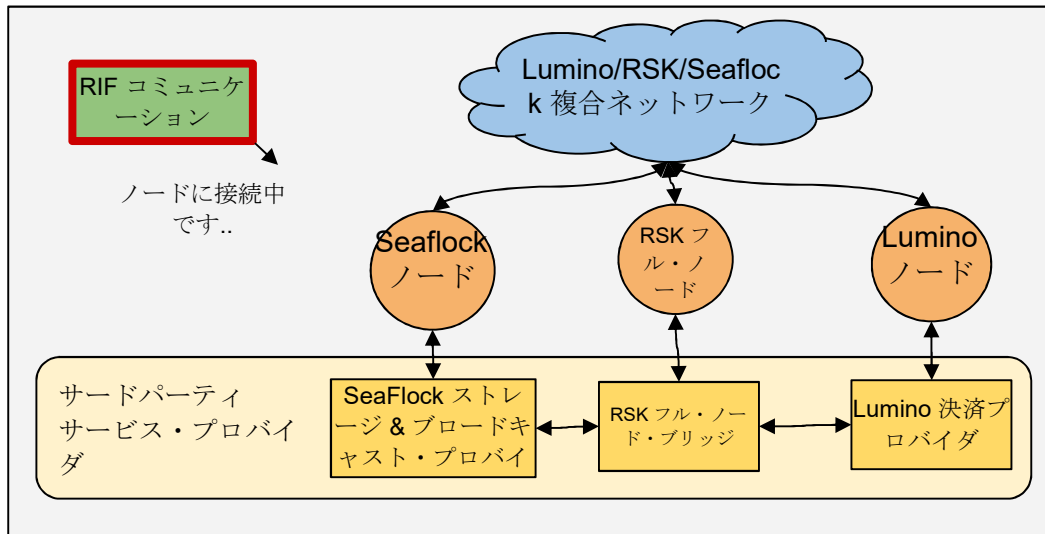 RIF コミュニケ
ーション
ノードに接続中
です..
Lumino/RSK/Seafloc
k 複合ネットワーク
Seaflock
ノード
RSK フ
ル・ノ
ード
Lumino
ノード
サードパーティ
サービス・プロバイ
ダ
SeaFlock ストレ
ージ & ブロードキ
ャスト・プロバイ
RSK フル・ノー
ド・ブリッジ
Lumino 決済プ
ロバイダ